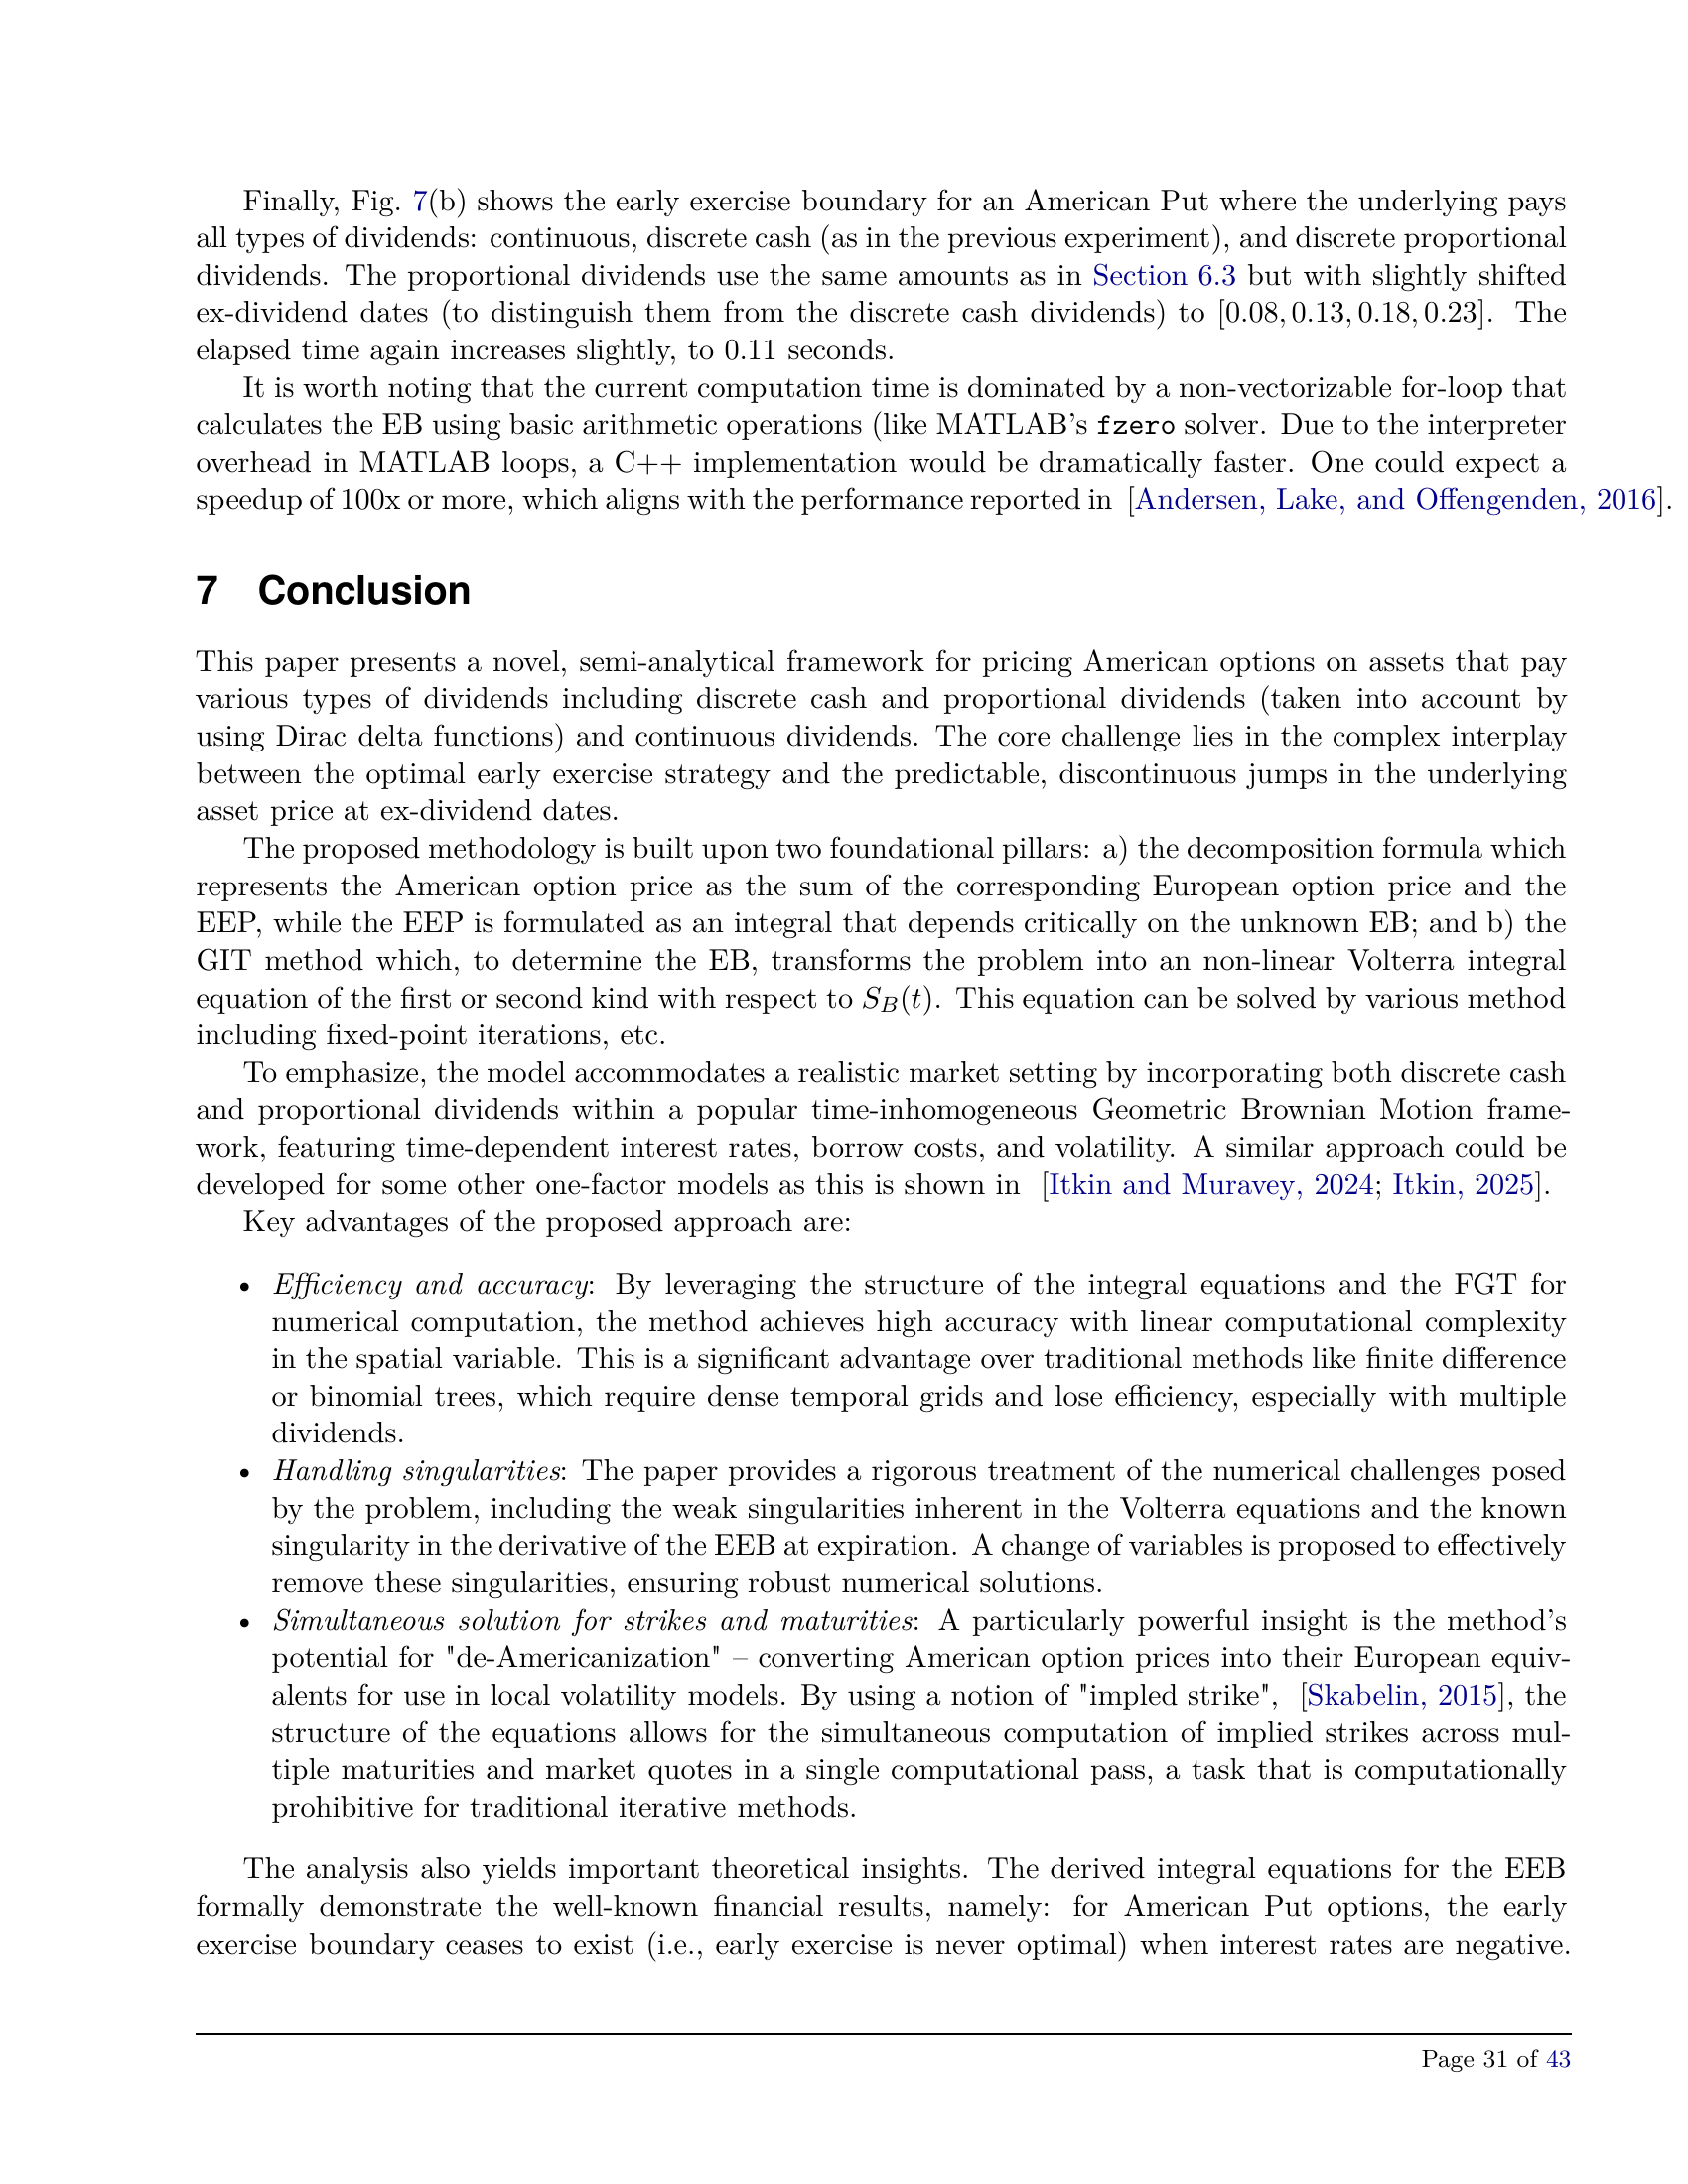 Finally, Fig. 7(b) shows the early exercise boundary for an American Put where the underlying pays
all types of dividends: continuous, discrete cash (as in the previous experiment), and discrete proportional
dividends. The proportional dividends use the same amounts as in Section 6.3 but with slightly shifted
ex-dividend dates (to distinguish them from the discrete cash dividends) to [0.08, 0.13, 0.18, 0.23]. The
elapsed time again increases slightly, to 0.11 seconds.
It is worth noting that the current computation time is dominated by a non-vectorizable for-loop that
calculates the EB using basic arithmetic operations (like MATLAB's fzero solver. Due to the interpreter
overhead in MATLAB loops, a C++ implementation would be dramatically faster. One could expect a
speedup of 100x or more, which aligns with the performance reported in [Andersen, Lake, and Offengenden, 2016].
7 Conclusion
This paper presents a novel, semi-analytical framework for pricing American options on assets that pay
various types of dividends including discrete cash and proportional dividends (taken into account by
using Dirac delta functions) and continuous dividends. The core challenge lies in the complex interplay
between the optimal early exercise strategy and the predictable, discontinuous jumps in the underlying
asset price at ex-dividend dates.
The proposed methodology is built upon two foundational pillars: a) the decomposition formula which
represents the American option price as the sum of the corresponding European option price and the
EEP, while the EEP is formulated as an integral that depends critically on the unknown EB; and b) the
GIT method which, to determine the EB, transforms the problem into an non-linear Volterra integral
equation of the first or second kind with respect to S_B(t). This equation can be solved by various method
including fixed-point iterations, etc.
To emphasize, the model accommodates a realistic market setting by incorporating both discrete cash
and proportional dividends within a popular time-inhomogeneous Geometric Brownian Motion frame-
work, featuring time-dependent interest rates, borrow costs, and volatility. A similar approach could be
developed for some other one-factor models as this is shown in [Itkin and Muravey, 2024; Itkin, 2025].
Key advantages of the proposed approach are:
• Efficiency and accuracy: By leveraging the structure of the integral equations and the FGT for
numerical computation, the method achieves high accuracy with linear computational complexity
in the spatial variable. This is a significant advantage over traditional methods like finite difference
or binomial trees, which require dense temporal grids and lose efficiency, especially with multiple
dividends.
• Handling singularities: The paper provides a rigorous treatment of the numerical challenges posed
by the problem, including the weak singularities inherent in the Volterra equations and the known
singularity in the derivative of the EEB at expiration. A change of variables is proposed to effectively
remove these singularities, ensuring robust numerical solutions.
• Simultaneous solution for strikes and maturities: A particularly powerful insight is the method's
potential for "de-Americanization" – converting American option prices into their European equiv-
alents for use in local volatility models. By using a notion of "impled strike", [Skabelin, 2015], the
structure of the equations allows for the simultaneous computation of implied strikes across mul-
tiple maturities and market quotes in a single computational pass, a task that is computationally
prohibitive for traditional iterative methods.
The analysis also yields important theoretical insights. The derived integral equations for the EEB
formally demonstrate the well-known financial results, namely: for American Put options, the early
exercise boundary ceases to exist (i.e., early exercise is never optimal) when interest rates are negative.
Page 31 of 43